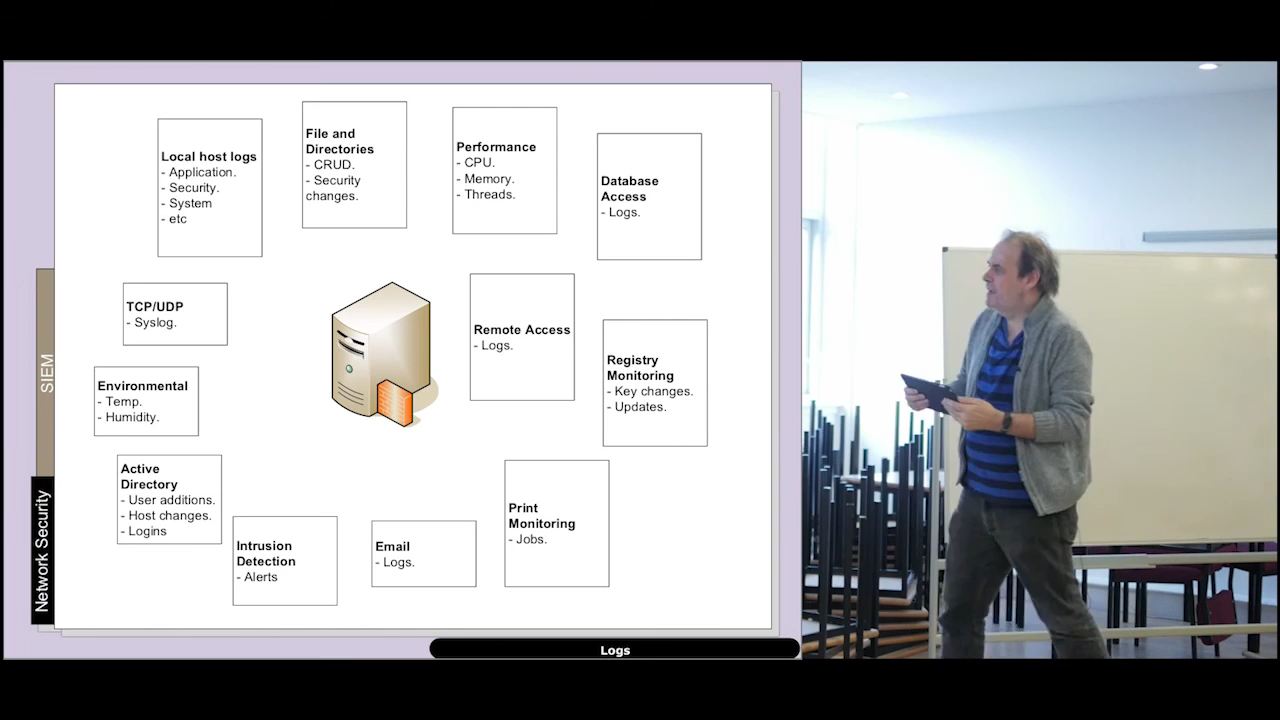 Local host logs
- Application.
- Security.
- System
- etc
File and
Directories
- CRUD.
- Security
changes.
Performance
- CPU.
- Memory.
- Threads.
Database
Access
- Logs.
TCP/UDP
- Syslog.
Remote Access
- Logs.
Registry
Monitoring
- Key changes.
- Updates.
Environmental
- Temp.
- Humidity.
Active
Directory
- User additions.
- Host changes.
- Logins
Intrusion
Detection
- Alerts
Email
- Logs.
Print
Monitoring
- Jobs.
SIEM
Network Security
Logs